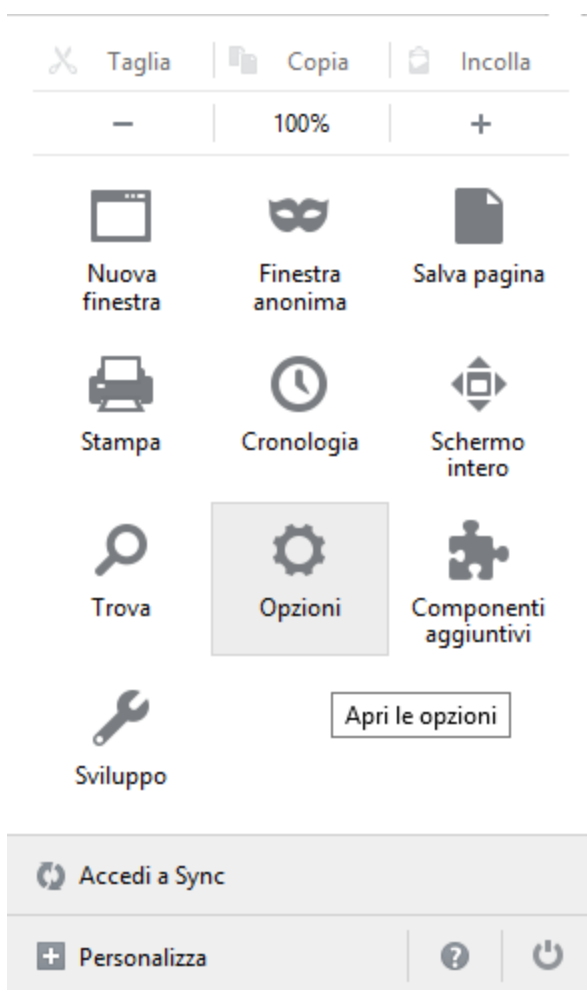 Taglia Copia Incolla
− 100% +
Nuova finestra
Finestra anonima
Salva pagina
Stampa
Cronologia
Schermo intero
Trova
Opzioni
Componenti aggiuntivi
Sviluppo
Apri le opzioni
Accedi a Sync
Personalizza